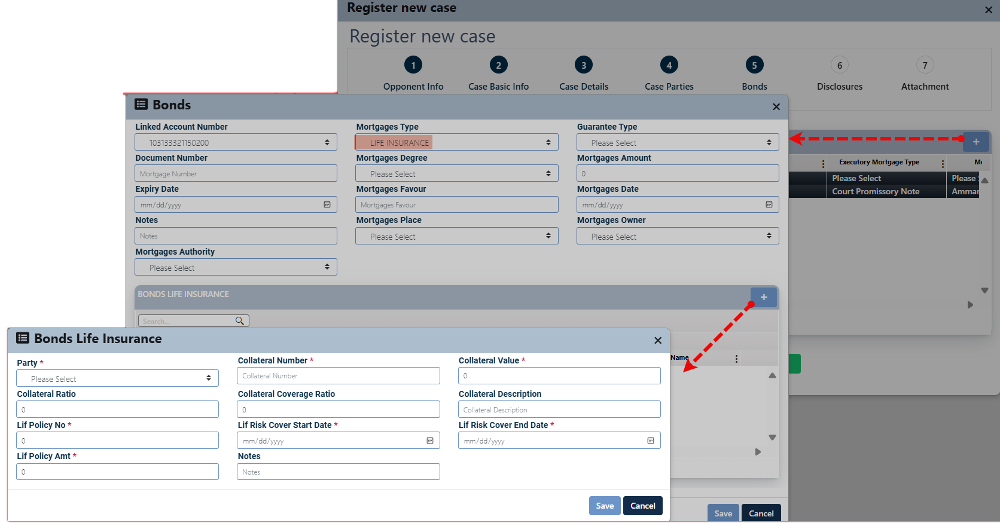 Register new case
Register new case
1 2 3 4 5 6 7
Opponent Info Case Basic Info Case Details Case Parties Bonds Disclosures Attachment
+
Executory Mortgage Type
Please Select Please
Court Promissory Note Amman
Bonds
Linked Account Number Mortgages Type Guarantee Type
103133321150200 LIFE INSURANCE Please Select
Document Number Mortgages Degree Mortgages Amount
Mortgage Number Please Select 0
Expiry Date Mortgages Favour Mortgages Date
mm/dd/yyyy Mortgages Favour mm/dd/yyyy
Notes Mortgages Place Mortgages Owner
Notes Please Select Please Select
Mortgages Authority
Please Select
BONDS LIFE INSURANCE +
Search...
Name
Save Cancel
Bonds Life Insurance
Party * Collateral Number * Collateral Value *
Please Select Collateral Number 0
Collateral Ratio Collateral Coverage Ratio Collateral Description
0 0 Collateral Description
Lif Policy No * Lif Risk Cover Start Date * Lif Risk Cover End Date *
0 mm/dd/yyyy mm/dd/yyyy
Lif Policy Amt * Notes
0 Notes
Save Cancel